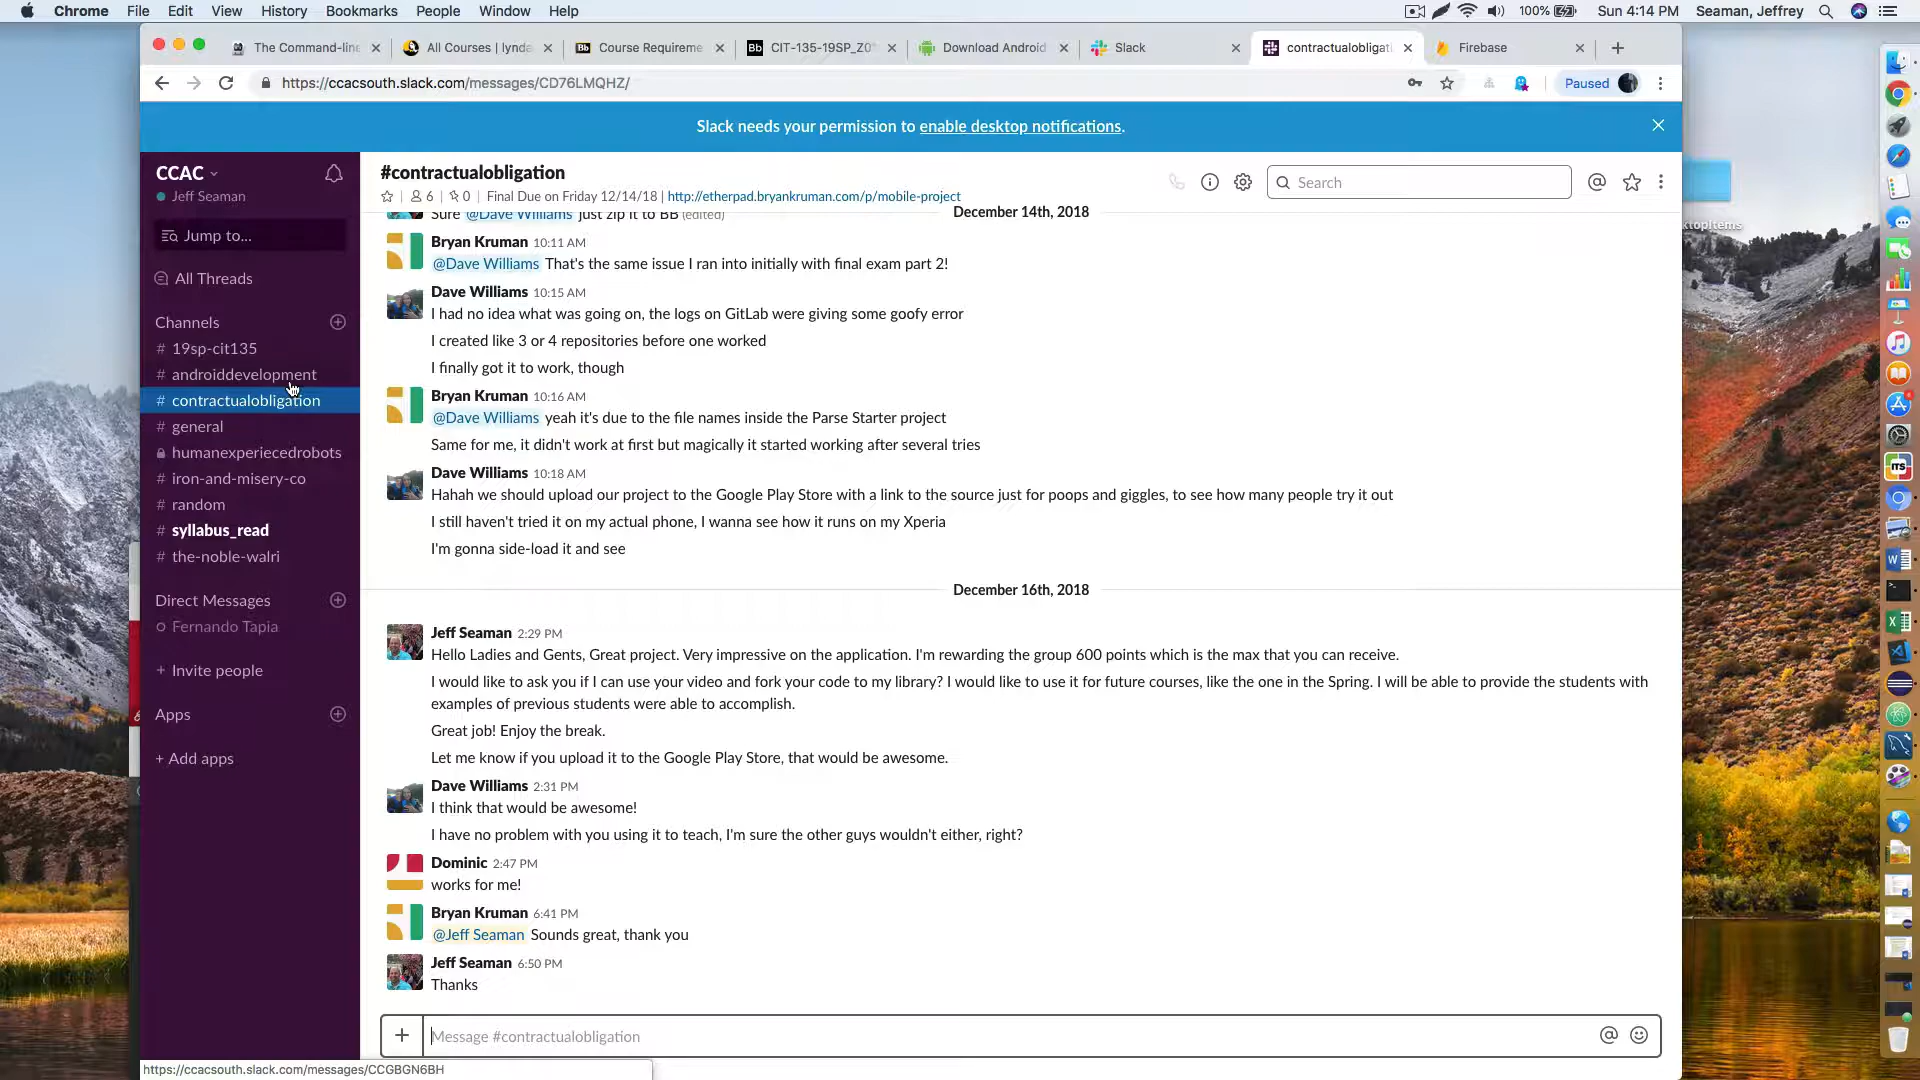 Chrome File Edit View History Bookmarks People Window Help
100% Sun 4:14 PM Seaman, Jeffrey
The Command-line
All Courses | lynda
Course Requireme
CIT-135-19SP_Z0
Download Android
Slack
contractualobligati
Firebase
https://ccacsouth.slack.com/messages/CD76LMQHZ/
Paused
Slack needs your permission to enable desktop notifications.
CCAC
Jeff Seaman
Jump to...
All Threads
Channels
# 19sp-cit135
# androiddevelopment
# contractualobligation
# general
humanexperiecedrobots
# iron-and-misery-co
# random
# syllabus_read
# the-noble-walri
Direct Messages
Fernando Tapia
+ Invite people
Apps
+ Add apps
#contractualobligation
6 | 0 | Final Due on Friday 12/14/18 | http://etherpad.bryankruman.com/p/mobile-project
Search
Sure @Dave Williams just zip it to BB (edited)
December 14th, 2018
Bryan Kruman 10:11 AM
@Dave Williams That's the same issue I ran into initially with final exam part 2!
Dave Williams 10:15 AM
I had no idea what was going on, the logs on GitLab were giving some goofy error
I created like 3 or 4 repositories before one worked
I finally got it to work, though
Bryan Kruman 10:16 AM
@Dave Williams yeah it's due to the file names inside the Parse Starter project
Same for me, it didn't work at first but magically it started working after several tries
Dave Williams 10:18 AM
Hahah we should upload our project to the Google Play Store with a link to the source just for poops and giggles, to see how many people try it out
I still haven't tried it on my actual phone, I wanna see how it runs on my Xperia
I'm gonna side-load it and see
December 16th, 2018
Jeff Seaman 2:29 PM
Hello Ladies and Gents, Great project. Very impressive on the application. I'm rewarding the group 600 points which is the max that you can receive.
I would like to ask you if I can use your video and fork your code to my library? I would like to use it for future courses, like the one in the Spring. I will be able to provide the students with
examples of previous students were able to accomplish.
Great job! Enjoy the break.
Let me know if you upload it to the Google Play Store, that would be awesome.
Dave Williams 2:31 PM
I think that would be awesome!
I have no problem with you using it to teach, I'm sure the other guys wouldn't either, right?
Dominic 2:47 PM
works for me!
Bryan Kruman 6:41 PM
@Jeff Seaman Sounds great, thank you
Jeff Seaman 6:50 PM
Thanks
Message #contractualobligation
https://ccacsouth.slack.com/messages/CCGBGN6BH
ktopItems